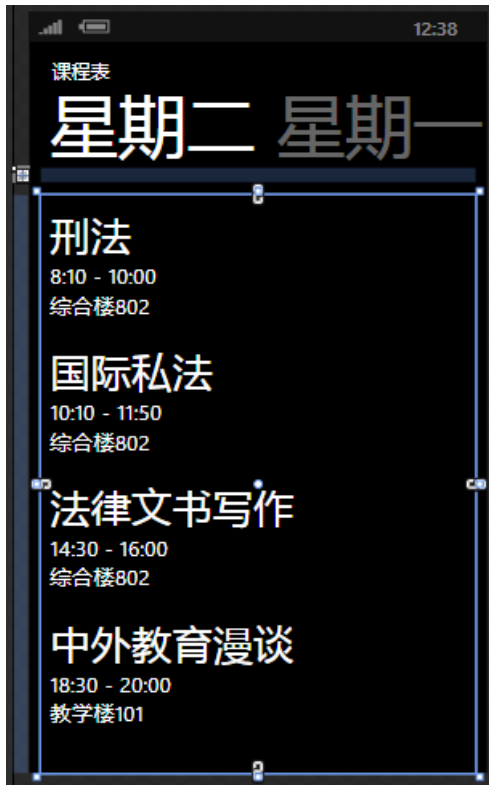 12:38
课程表
星期二 星期一
刑法
8:10 - 10:00
综合楼802
国际私法
10:10 - 11:50
综合楼802
法律文书写作
14:30 - 16:00
综合楼802
中外教育漫谈
18:30 - 20:00
教学楼101